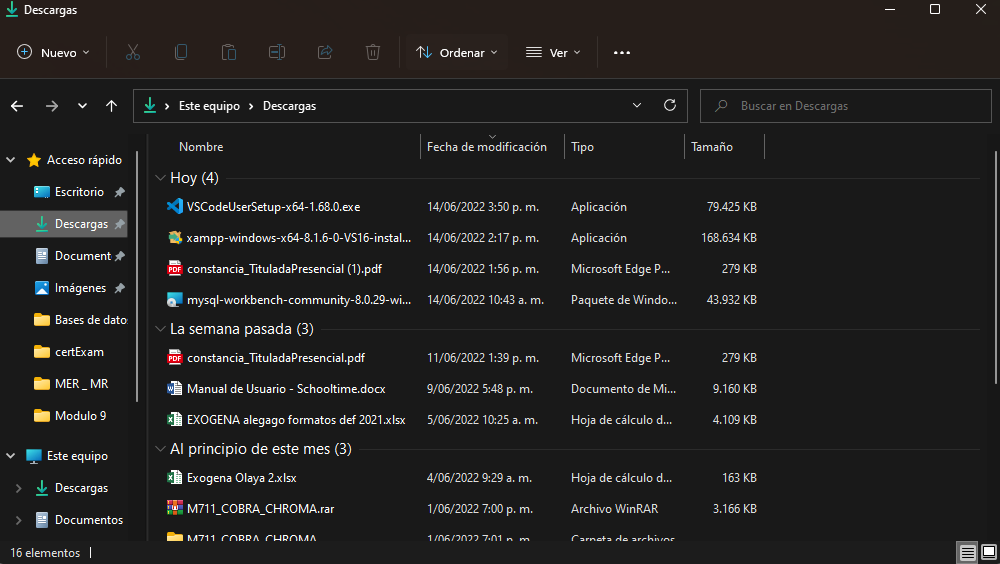 Descargas
Nuevo Ordenar Ver
Este equipo Descargas Buscar en Descargas
Nombre Fecha de modificación Tipo Tamaño
Acceso rápido
Escritorio
Descargas
Document
Imágenes
Bases de dato
certExam
MER _ MR
Modulo 9
Este equipo
Descargas
Documentos
Hoy (4)
VSCodeUserSetup-x64-1.68.0.exe 14/06/2022 3:50 p. m. Aplicación 79.425 KB
xampp-windows-x64-8.1.6-0-VS16-instal... 14/06/2022 2:17 p. m. Aplicación 168.634 KB
constancia_TituladaPresencial (1).pdf 14/06/2022 1:56 p. m. Microsoft Edge P... 279 KB
mysql-workbench-community-8.0.29-wi... 14/06/2022 10:43 a. m. Paquete de Windo... 43.932 KB
La semana pasada (3)
constancia_TituladaPresencial.pdf 11/06/2022 1:39 p. m. Microsoft Edge P... 279 KB
Manual de Usuario - Schooltime.docx 9/06/2022 5:48 p. m. Documento de Mi... 9.160 KB
EXOGENA alegago formatos def 2021.xlsx 5/06/2022 10:25 a. m. Hoja de cálculo d... 4.109 KB
Al principio de este mes (3)
Exogena Olaya 2.xlsx 4/06/2022 9:29 a. m. Hoja de cálculo d... 163 KB
M711_COBRA_CHROMA.rar 1/06/2022 7:00 p. m. Archivo WinRAR 3.166 KB
M711_COBRA_CHROMA 1/06/2022 7:01 p. m. Carpeta de archivos
16 elementos